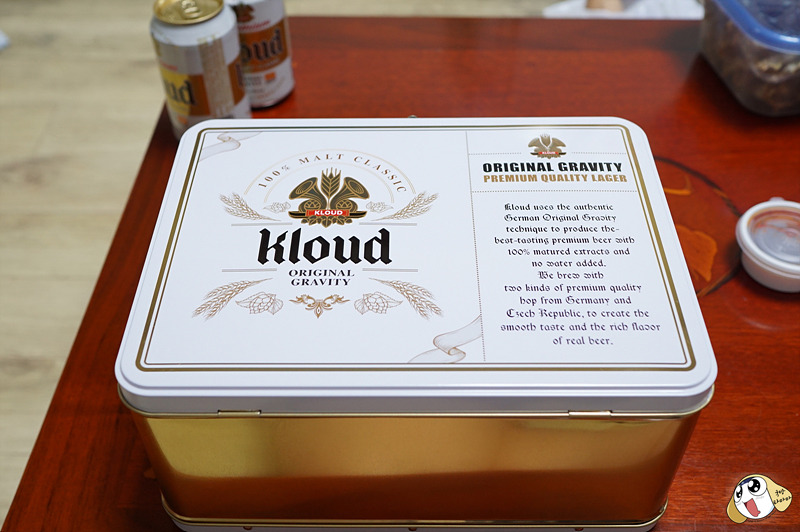 100% MALT CLASSIC
KLOUD
Kloud
ORIGINAL
GRAVITY
KLOUD
ORIGINAL GRAVITY
PREMIUM QUALITY LAGER
Kloud uses the authentic
German Original Gravity
technique to produce the-
best-tasting premium beer with
100% matured extracts and
no water added.
We brew with
two kinds of premium quality
hop from Germany and
Czech Republic, to create the
smooth taste and the rich flavor
of real beer.